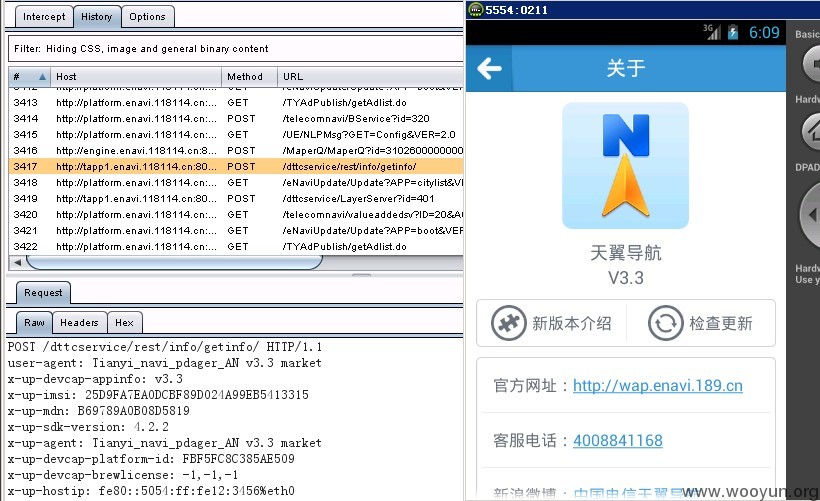 Intercept History Options
Filter: Hiding CSS, image and general binary content
# Host Method URL
3413 http://platform.enavi.118114.cn:... GET /TYAdPublish/getAdlist.do
3414 http://platform.enavi.118114.cn:... POST /telecomnavi/BService?id=320
3415 http://platform.enavi.118114.cn:... GET /UE/NLPMsg?GET=Config&VER=2.0
3416 http://engine.enavi.118114.cn:8... POST /MaperQ/MaperQ?id=3102600000000
3417 http://tapp1.enavi.118114.cn:80... POST /dttcservice/rest/info/getinfo/
3418 http://platform.enavi.118114.cn:... GET /eNaviUpdate/Update?APP=citylist&VE
3419 http://tapp1.enavi.118114.cn:80... POST /dttcservice/LayerServer?id=401
3420 http://platform.enavi.118114.cn:... GET /telecomnavi/valueaddedsv?ID=20&A
3421 http://platform.enavi.118114.cn:... GET /eNaviUpdate/Update?APP=boot&VER
3422 http://platform.enavi.118114.cn:... GET /TYAdPublish/getAdlist.do
Request
Raw Headers Hex
POST /dttcservice/rest/info/getinfo/ HTTP/1.1
user-agent: Tianyi_navi_pdager_AN v3.3 market
x-up-devcap-appinfo: v3.3
x-up-imsi: 25D9FA7EA0DCBF89D024A99EB5413315
x-up-mdn: B69789A0B08D5819
x-up-sdk-version: 4.2.2
x-up-agent: Tianyi_navi_pdager_AN v3.3 market
x-up-devcap-platform-id: FBF5FC8C385AE509
x-up-devcap-brewlicense: -1,-1,-1
x-up-hostip: fe80::5054:ff:fe12:3456%eth0
5554:0211
3G 6:09
关于
N
天翼导航
V3.3
新版本介绍 检查更新
官方网址：http://wap.enavi.189.cn
客服电话：4008841168
新浪微博：中国电信天翼导航
Basic
Hardw
DPAD
Hardw
Use y
www.wooyun.org